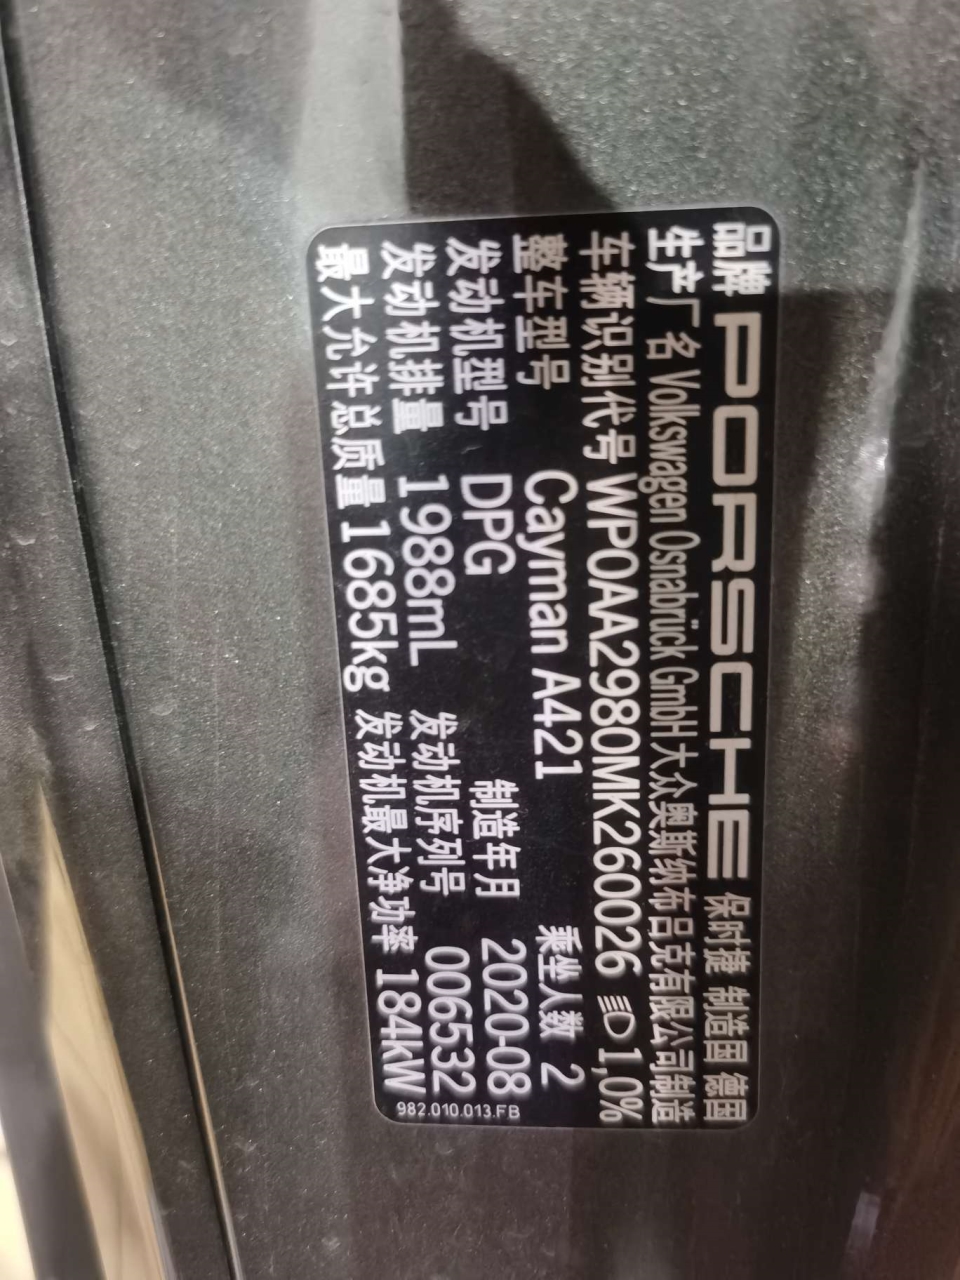 品牌 PORSCHE 保时捷 制造国 德国
生产厂名 Volkswagen Osnabrück GmbH大众奥斯纳布吕克有限公司制造
车辆识别代号 WP0AA2980MK260026 1,0%
整车型号 Cayman A421 乘坐人数 2
发动机型号 DPG 制造年月 2020-08
发动机排量 1988mL 发动机序列号 006532
最大允许总质量 1685kg 发动机最大净功率 184kW
982.010.013.FB